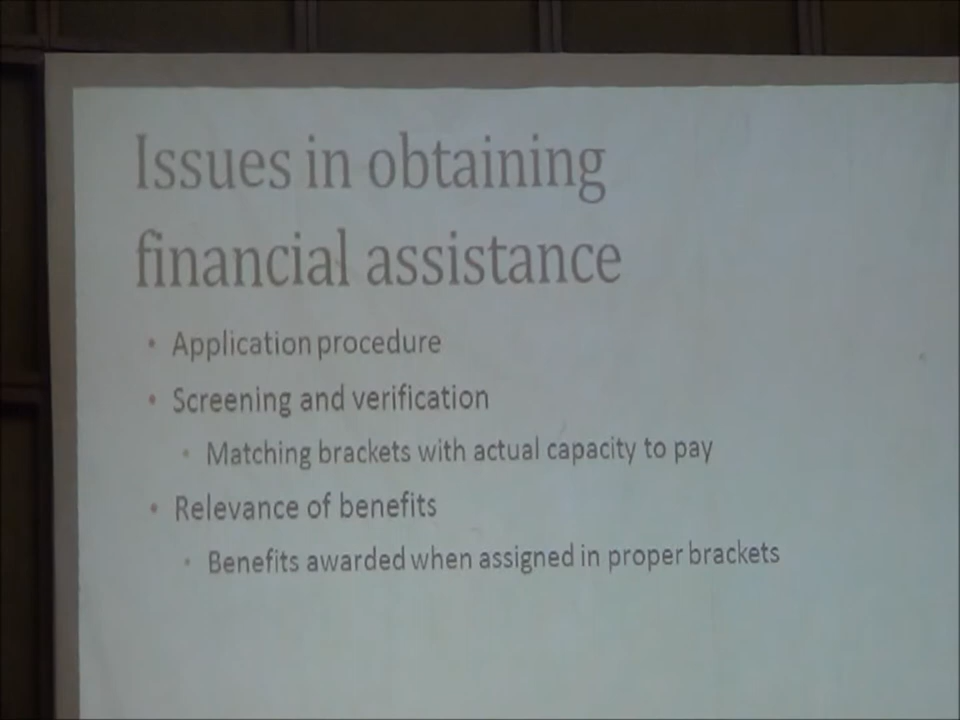 Issues in obtaining
financial assistance
• Application procedure
• Screening and verification
• Matching brackets with actual capacity to pay
• Relevance of benefits
• Benefits awarded when assigned in proper brackets